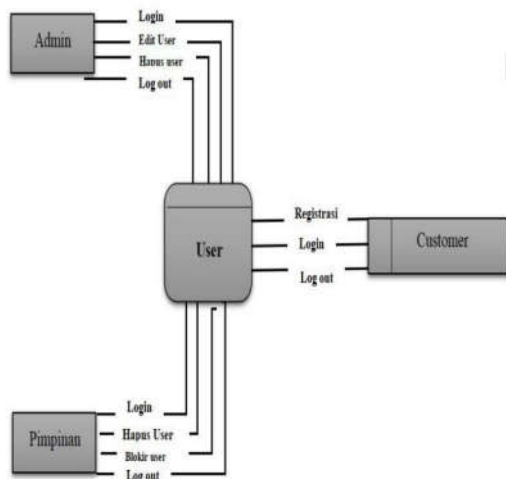 Login
Admin
Edit User
Hapus user
Log out
Registrasi
User
Login
Customer
Log out
Login
Hapus User
Pimpinan
Blokir user
Log out